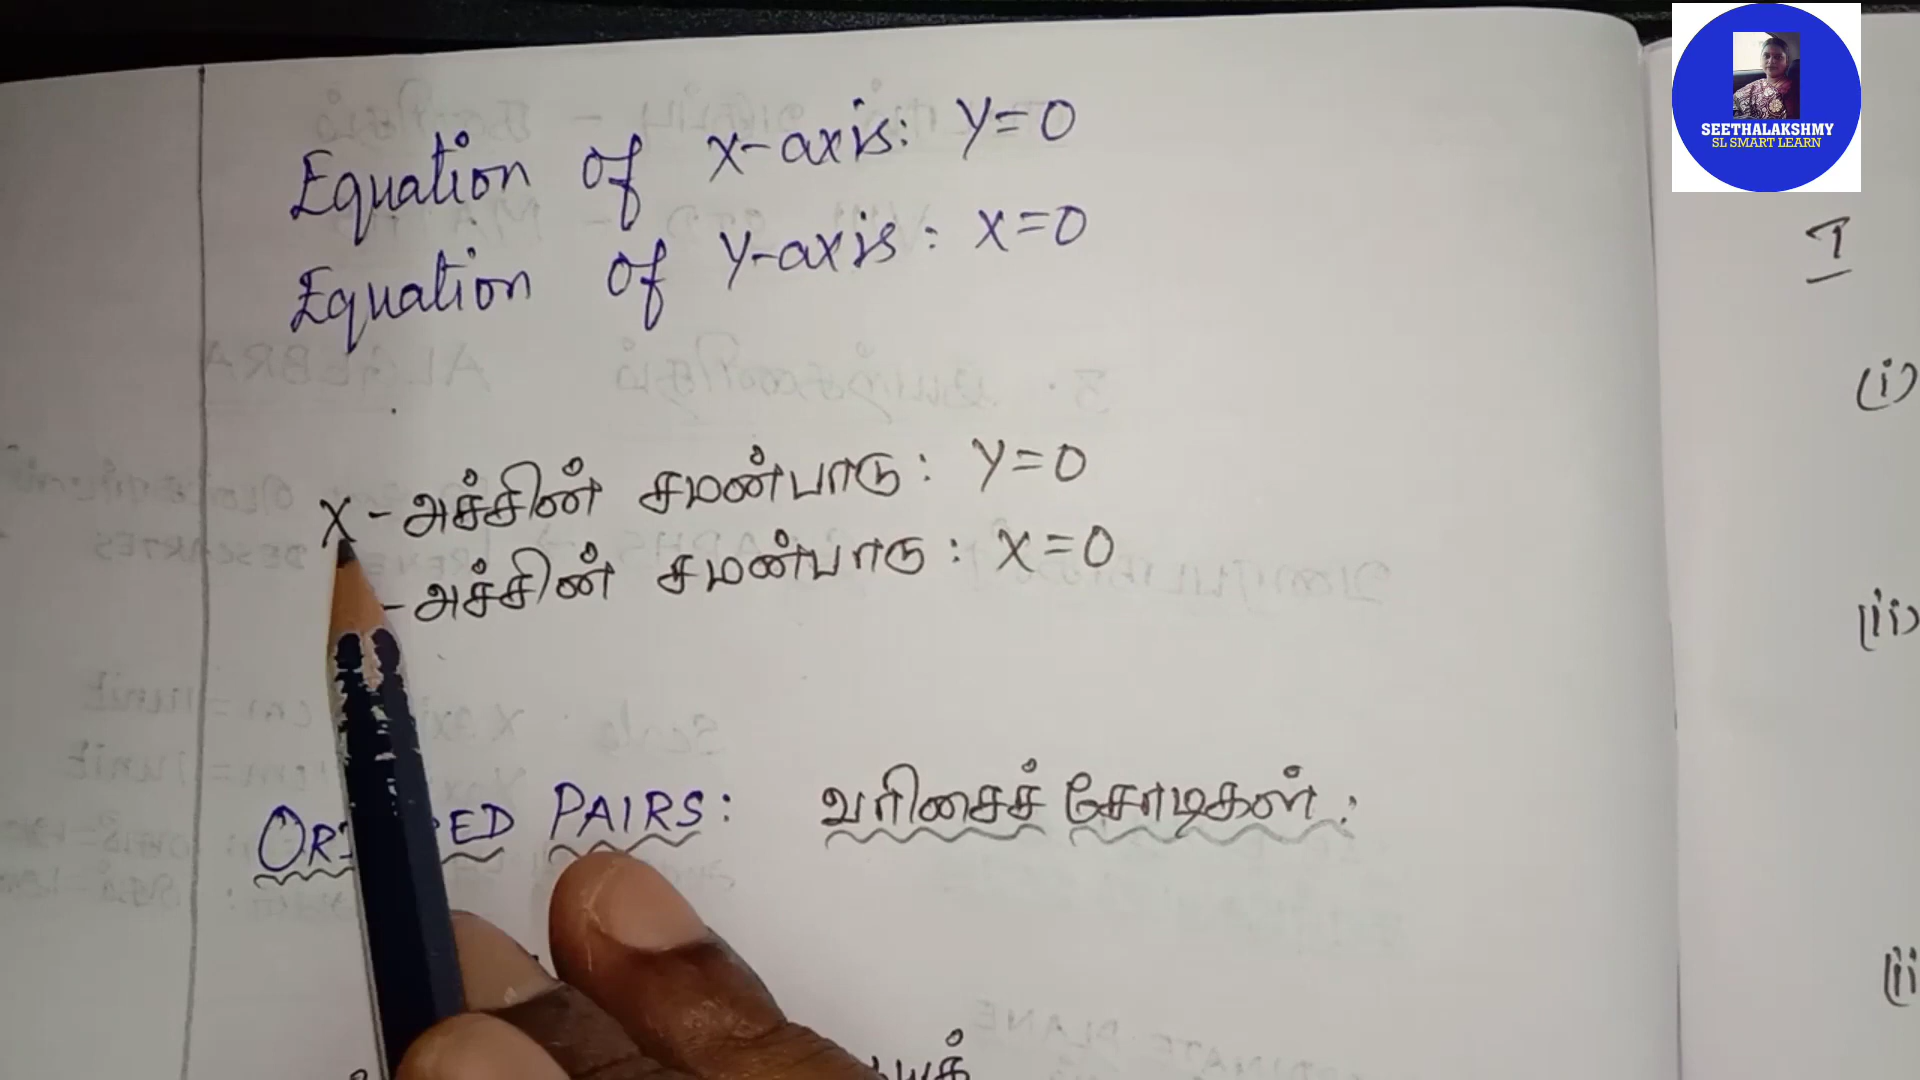 Equation of x-axis: y=0
Equation of y-axis: x=0
x-அச்சின் சமன்பாடு: y=0
-அச்சின் சமன்பாடு: x=0
PAIRS: வரிசைச் சோடிகள்:
SEETHALAKSHMY
SL SMART LEARN
I
(i)
(ii)